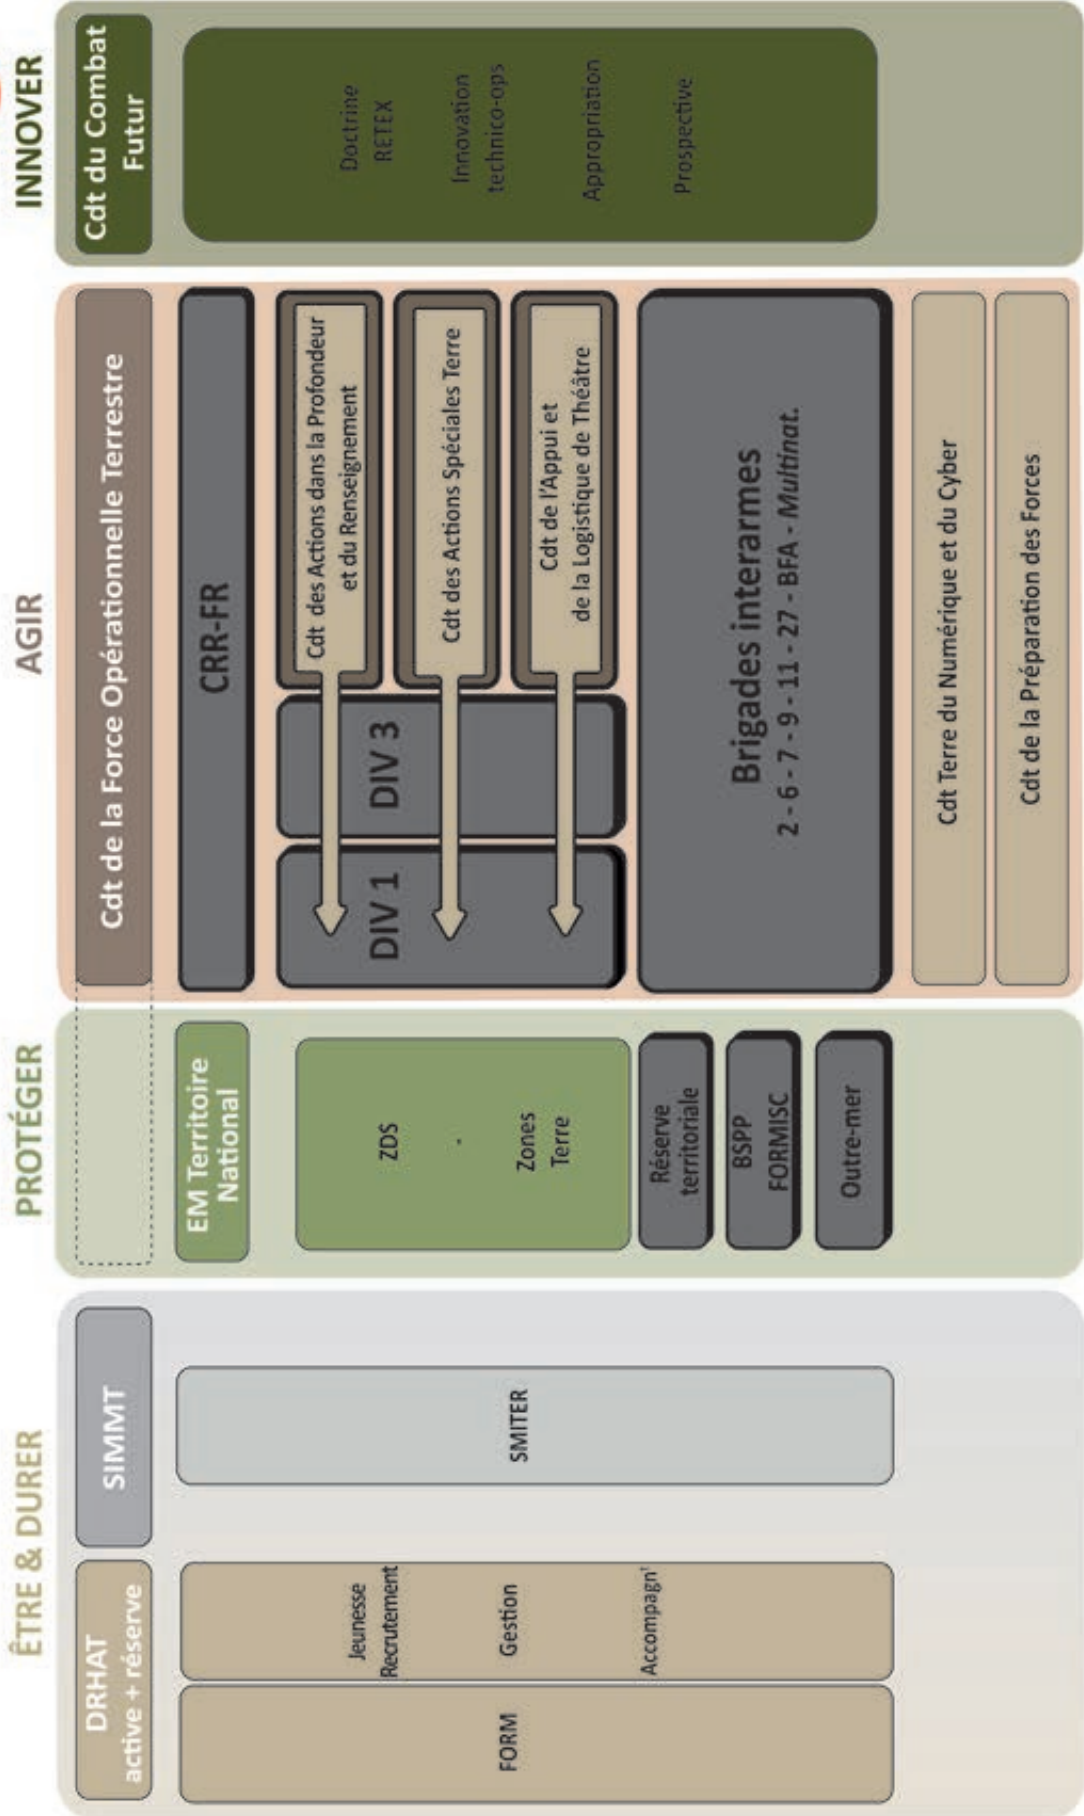 ÊTRE & DURER
DRHAT
active + réserve
FORM
Jeunesse
Recrutement
Gestion
Accompagnᵗ
SIMMT
SMITER
PROTÉGER
EM Territoire
National
ZDS
-
Zones
Terre
Réserve
territoriale
BSPP
FORMISC
Outre-mer
AGIR
Cdt de la Force Opérationnelle Terrestre
CRR-FR
DIV 1
DIV 3
Cdt des Actions dans la Profondeur
et du Renseignement
Cdt des Actions Spéciales Terre
Cdt de l'Appui et
de la Logistique de Théâtre
Brigades interarmes
2 - 6 - 7 - 9 - 11 - 27 - BFA - Multinat.
Cdt Terre du Numérique et du Cyber
Cdt de la Préparation des Forces
INNOVER
Cdt du Combat
Futur
Doctrine
RETEX
Innovation
technico-ops
Appropriation
Prospective